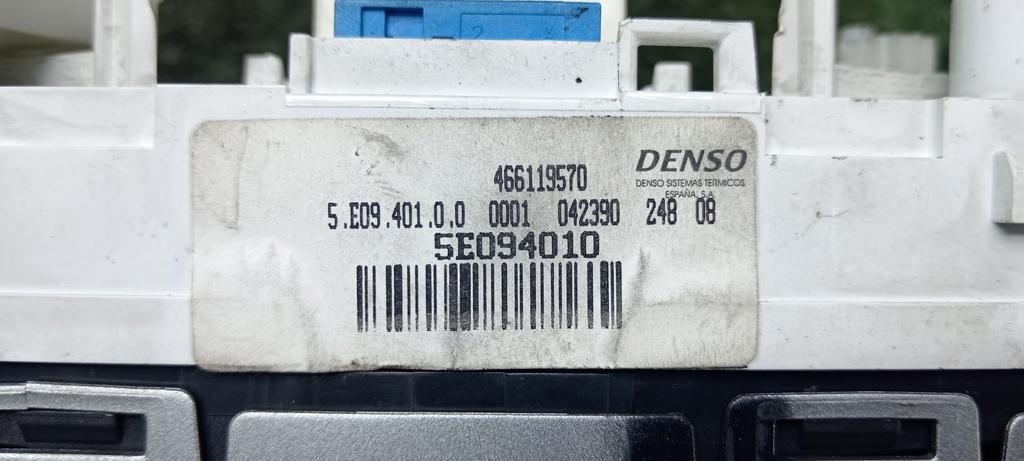 DENSO
DENSO SISTEMAS TERMICOS
ESPAÑA, S.A.
466119570
5.E09.401.0.0 0001 042390 248 08
5E094010